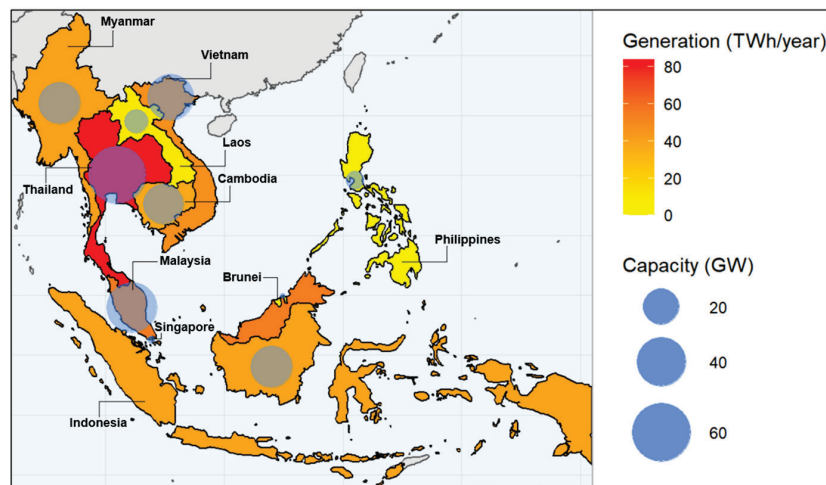 Myanmar
Vietnam
Laos
Thailand
Cambodia
Malaysia
Philippines
Brunei
Singapore
Indonesia
Generation (TWh/year)
80
60
40
20
0
Capacity (GW)
20
40
60